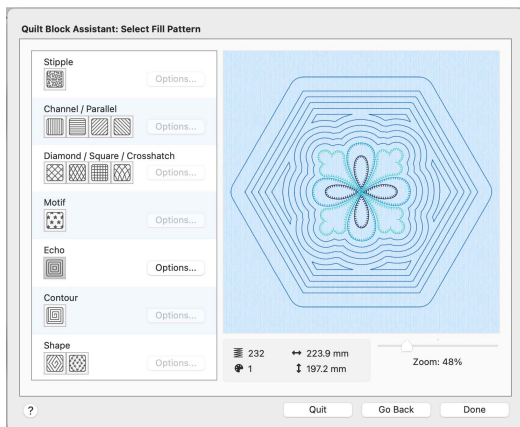 Quilt Block Assistant: Select Fill Pattern
Stipple
Options...
Channel / Parallel
Options...
Diamond / Square / Crosshatch
Options...
Motif
Options...
Echo
Options...
Contour
Options...
Shape
Options...
232
223.9 mm
1
197.2 mm
Zoom: 48%
?
Quit
Go Back
Done